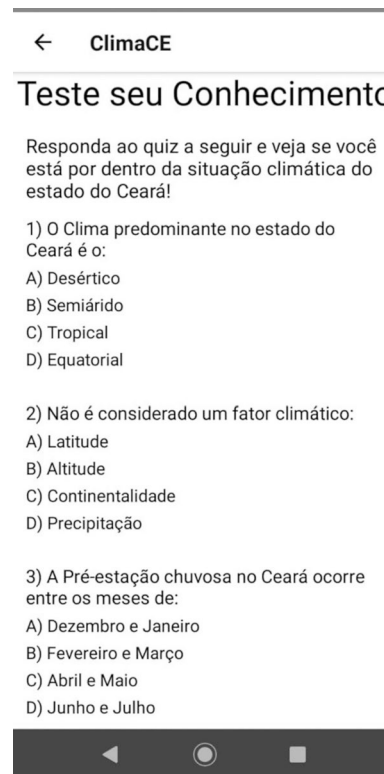 ClimaCE
Teste seu Conhecimento
Responda ao quiz a seguir e veja se você
está por dentro da situação climática do
estado do Ceará!
1) O Clima predominante no estado do
Ceará é o:
A) Desértico
B) Semiárido
C) Tropical
D) Equatorial
2) Não é considerado um fator climático:
A) Latitude
B) Altitude
C) Continentalidade
D) Precipitação
3) A Pré-estação chuvosa no Ceará ocorre
entre os meses de:
A) Dezembro e Janeiro
B) Fevereiro e Março
C) Abril e Maio
D) Junho e Julho